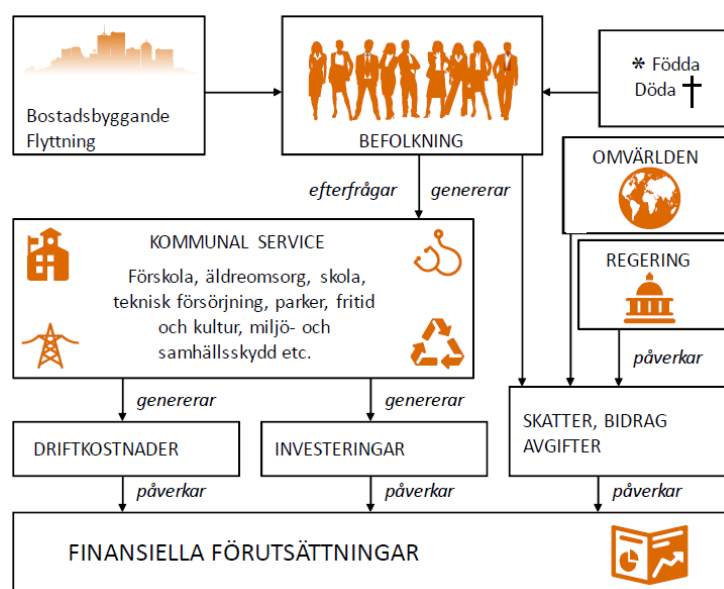 Bostadsbyggande
Flyttning
BEFOLKNING
* Födda
Döda †
OMVÄRLDEN
REGERING
efterfrågar
genererar
påverkar
KOMMUNAL SERVICE
Förskola, äldreomsorg, skola,
teknisk försörjning, parker, fritid
och kultur, miljö- och
samhällsskydd etc.
genererar
genererar
DRIFTKOSTNADER
INVESTERINGAR
SKATTER, BIDRAG
AVGIFTER
påverkar
påverkar
påverkar
FINANSIELLA FÖRUTSÄTTNINGAR